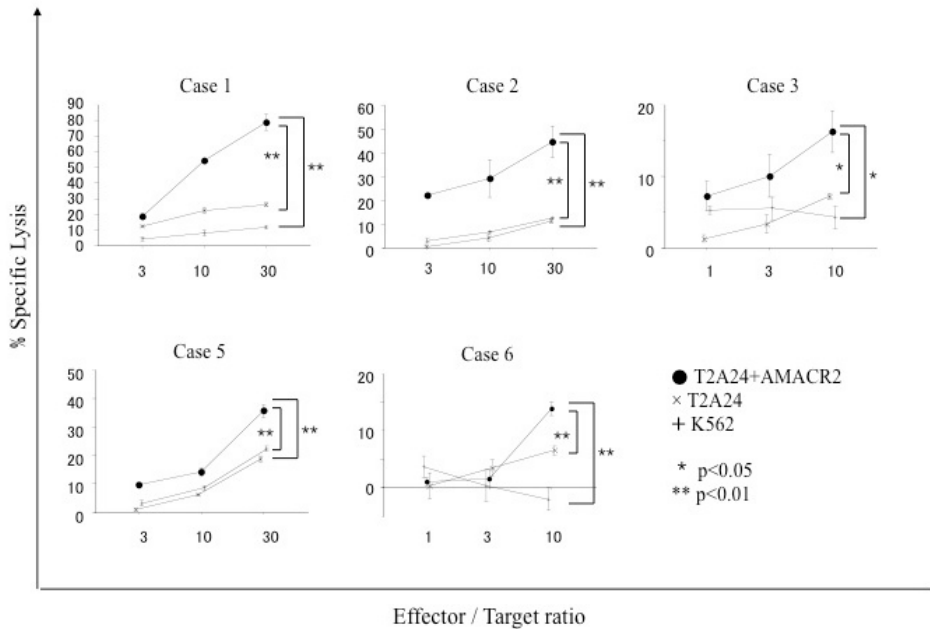 Case 1
90
80
70
60
50
40
30
20
10
0
3 10 30
**
**
Case 2
60
50
40
30
20
10
0
3 10 30
**
**
Case 3
20
10
0
1 3 10
*
*
Case 5
50
40
30
20
10
0
3 10 30
**
**
Case 6
20
10
0
1 3 10
**
**
T2A24+AMACR2
× T2A24
+ K562
* p<0.05
** p<0.01
% Specific Lysis
Effector / Target ratio